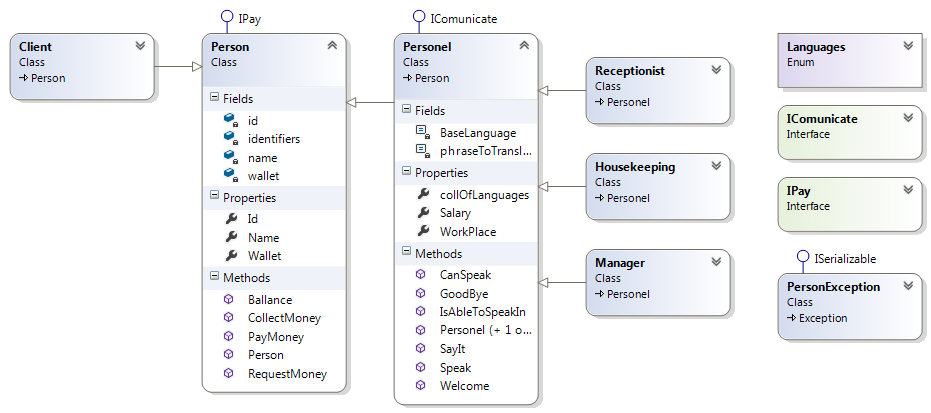 Client
Class
Person
IPay
Person
Class
Fields
id
identifiers
name
wallet
Properties
Id
Name
Wallet
Methods
Ballance
CollectMoney
PayMoney
Person
RequestMoney
IComunicate
Personel
Class
Person
Fields
BaseLanguage
phraseToTransl...
Properties
collOfLanguages
Salary
WorkPlace
Methods
CanSpeak
GoodBye
IsAbleToSpeakIn
Personel (+ 1 o...
SayIt
Speak
Welcome
Receptionist
Class
Personel
Housekeeping
Class
Personel
Manager
Class
Personel
Languages
Enum
IComunicate
Interface
IPay
Interface
ISerializable
PersonException
Class
Exception